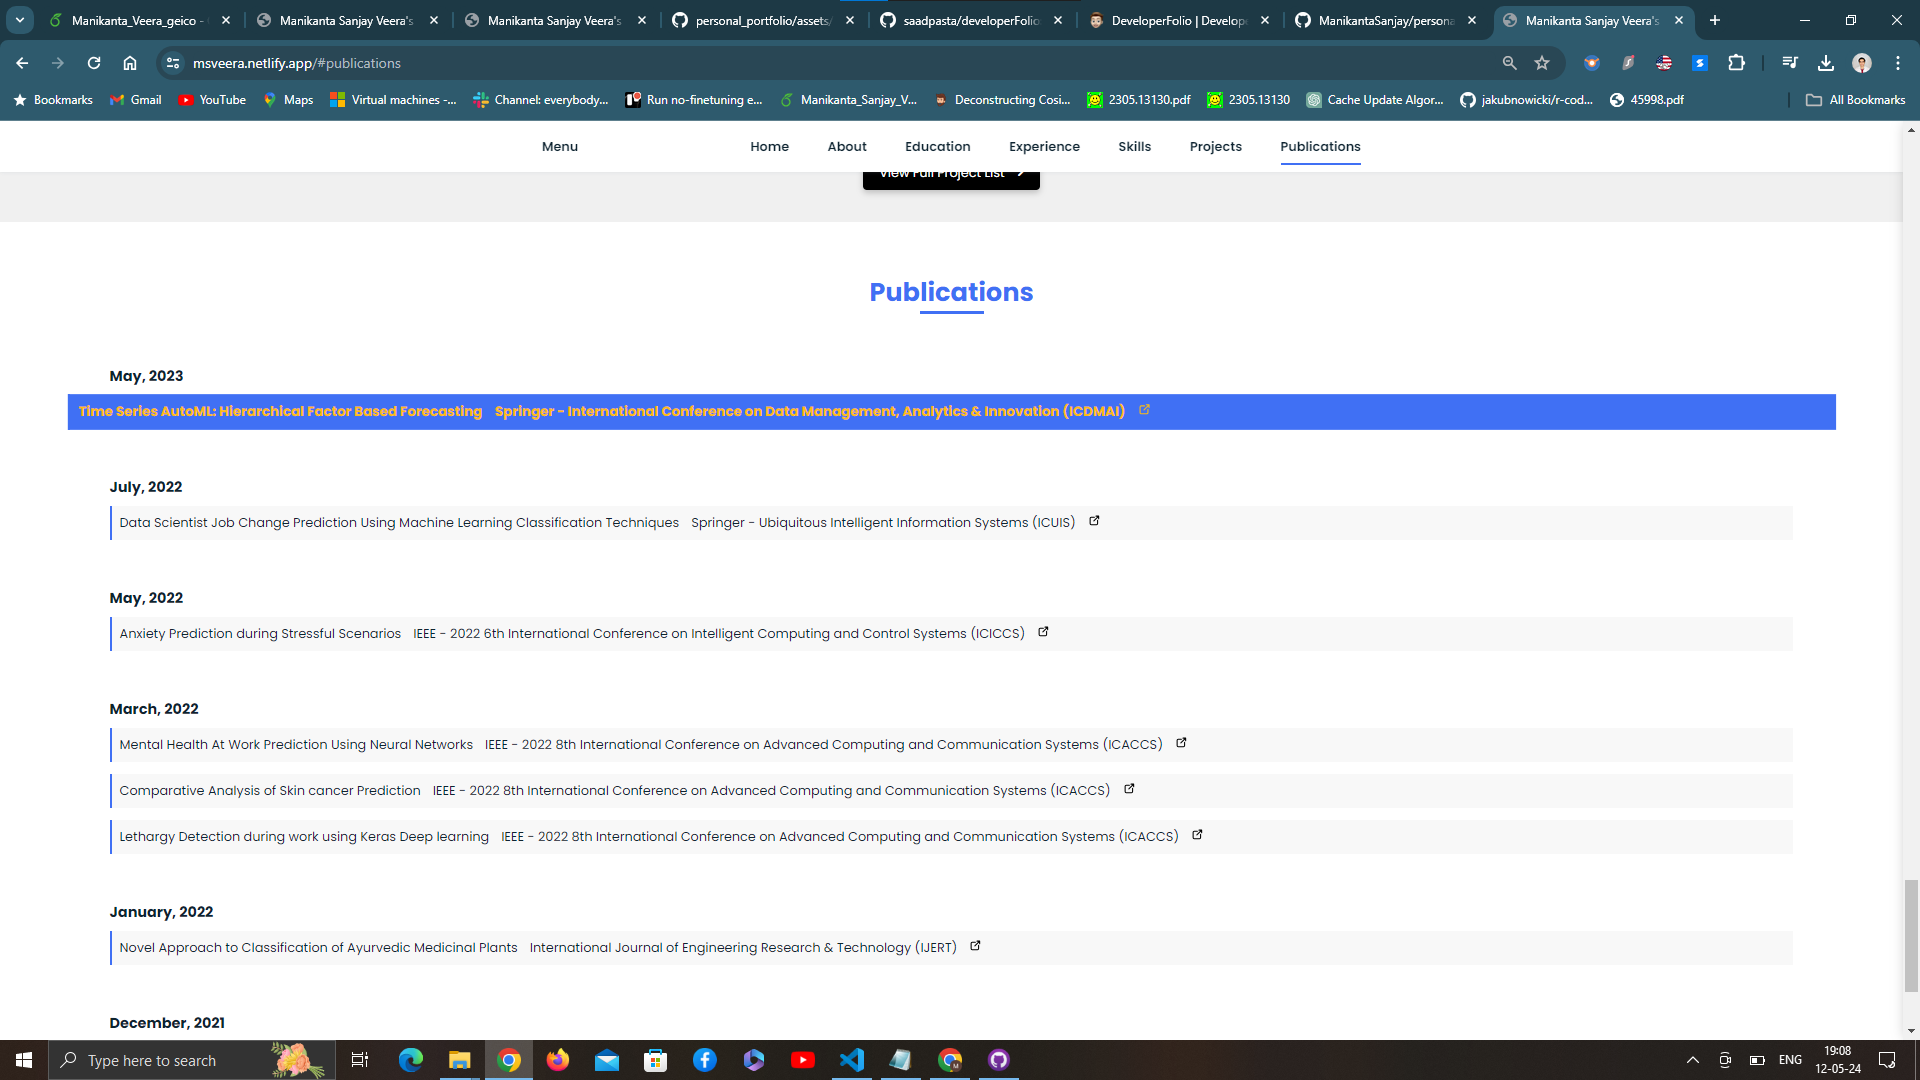 Manikanta_Veera_geico -
Manikanta Sanjay Veera's
Manikanta Sanjay Veera's
personal_portfolio/assets/
saadpasta/developerFolio
DeveloperFolio | Develope
ManikantaSanjay/persona
Manikanta Sanjay Veera's
msveera.netlify.app/#publications
Bookmarks
Gmail
YouTube
Maps
Virtual machines -...
Channel: everybody...
Run no-finetuning e...
Manikanta_Sanjay_V...
Deconstructing Cosi...
2305.13130.pdf
2305.13130
Cache Update Algor...
jakubnowicki/r-cod...
45998.pdf
All Bookmarks
Menu
Home
About
Education
Experience
Skills
Projects
Publications
View Full Project List
Publications
May, 2023
Time Series AutoML: Hierarchical Factor Based Forecasting Springer - International Conference on Data Management, Analytics & Innovation (ICDMAI)
July, 2022
Data Scientist Job Change Prediction Using Machine Learning Classification Techniques Springer - Ubiquitous Intelligent Information Systems (ICUIS)
May, 2022
Anxiety Prediction during Stressful Scenarios IEEE - 2022 6th International Conference on Intelligent Computing and Control Systems (ICICCS)
March, 2022
Mental Health At Work Prediction Using Neural Networks IEEE - 2022 8th International Conference on Advanced Computing and Communication Systems (ICACCS)
Comparative Analysis of Skin cancer Prediction IEEE - 2022 8th International Conference on Advanced Computing and Communication Systems (ICACCS)
Lethargy Detection during work using Keras Deep learning IEEE - 2022 8th International Conference on Advanced Computing and Communication Systems (ICACCS)
January, 2022
Novel Approach to Classification of Ayurvedic Medicinal Plants International Journal of Engineering Research & Technology (IJERT)
December, 2021
Type here to search
ENG
19:08
12-05-24